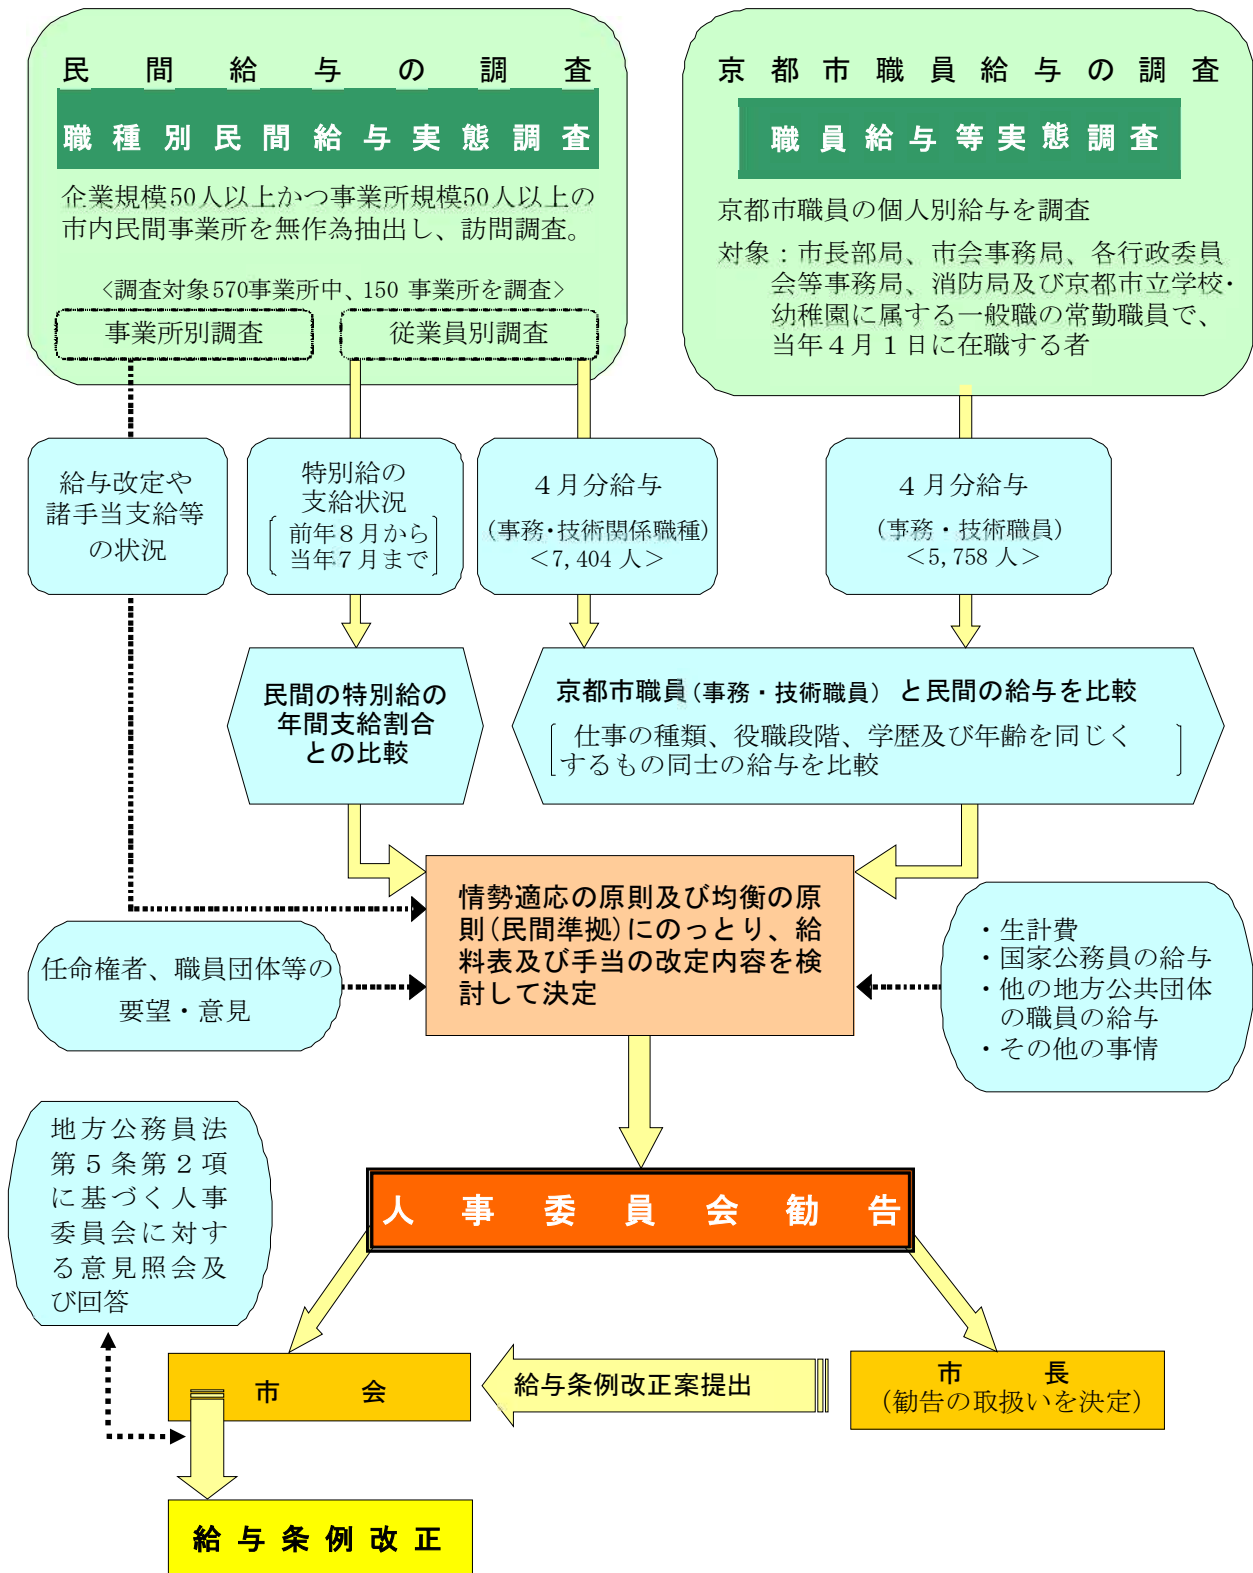 民間給与の調査
職種別民間給与実態調査
企業規模50人以上かつ事業所規模50人以上の
市内民間事業所を無作為抽出し、訪問調査。
<調査対象570事業所中、150 事業所を調査>
事業所別調査
従業員別調査
京都市職員給与の調査
職員給与等実態調査
京都市職員の個人別給与を調査
対象：市長部局、市会事務局、各行政委員
会等事務局、消防局及び京都市立学校・
幼稚園に属する一般職の常勤職員で、
当年４月１日に在職する者
給与改定や
諸手当支給等
の状況
特別給の
支給状況
前年８月から
当年７月まで
４月分給与
(事務・技術関係職種)
＜7,404 人＞
４月分給与
(事務・技術職員)
＜5,758 人＞
民間の特別給の
年間支給割合
との比較
京都市職員(事務・技術職員) と民間の給与を比較
仕事の種類、役職段階、学歴及び年齢を同じく
するもの同士の給与を比較
情勢適応の原則及び均衡の原
則(民間準拠)にのっとり、給
料表及び手当の改定内容を検
討して決定
任命権者、職員団体等の
要望・意見
・生計費
・国家公務員の給与
・他の地方公共団体
の職員の給与
・その他の事情
地方公務員法
第５条第２項
に基づく人事
委員会に対す
る意見照会及
び回答
人事委員会勧告
市会
給与条例改正案提出
市長
(勧告の取扱いを決定)
給与条例改正